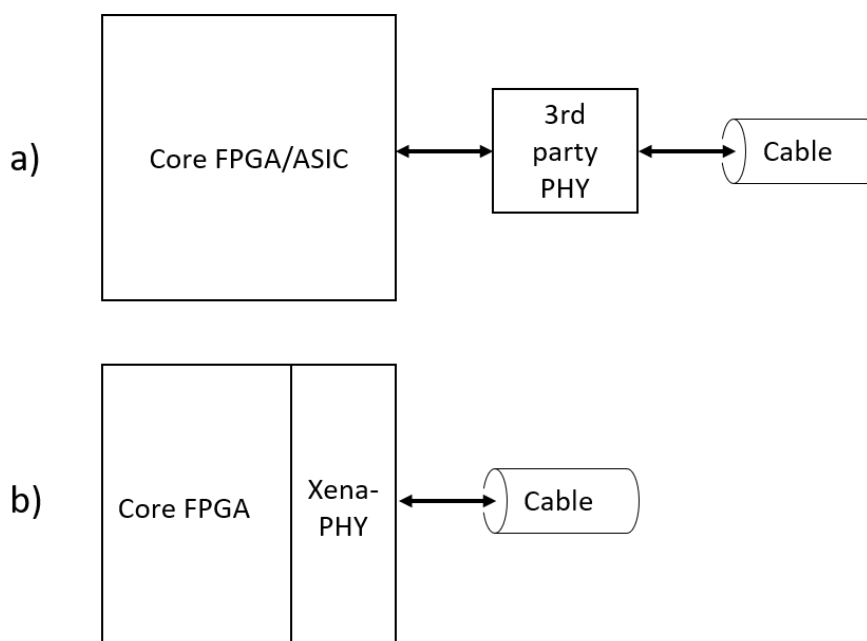 a)
Core FPGA/ASIC
3rd
party
PHY
Cable
b)
Core FPGA
Xena-
PHY
Cable